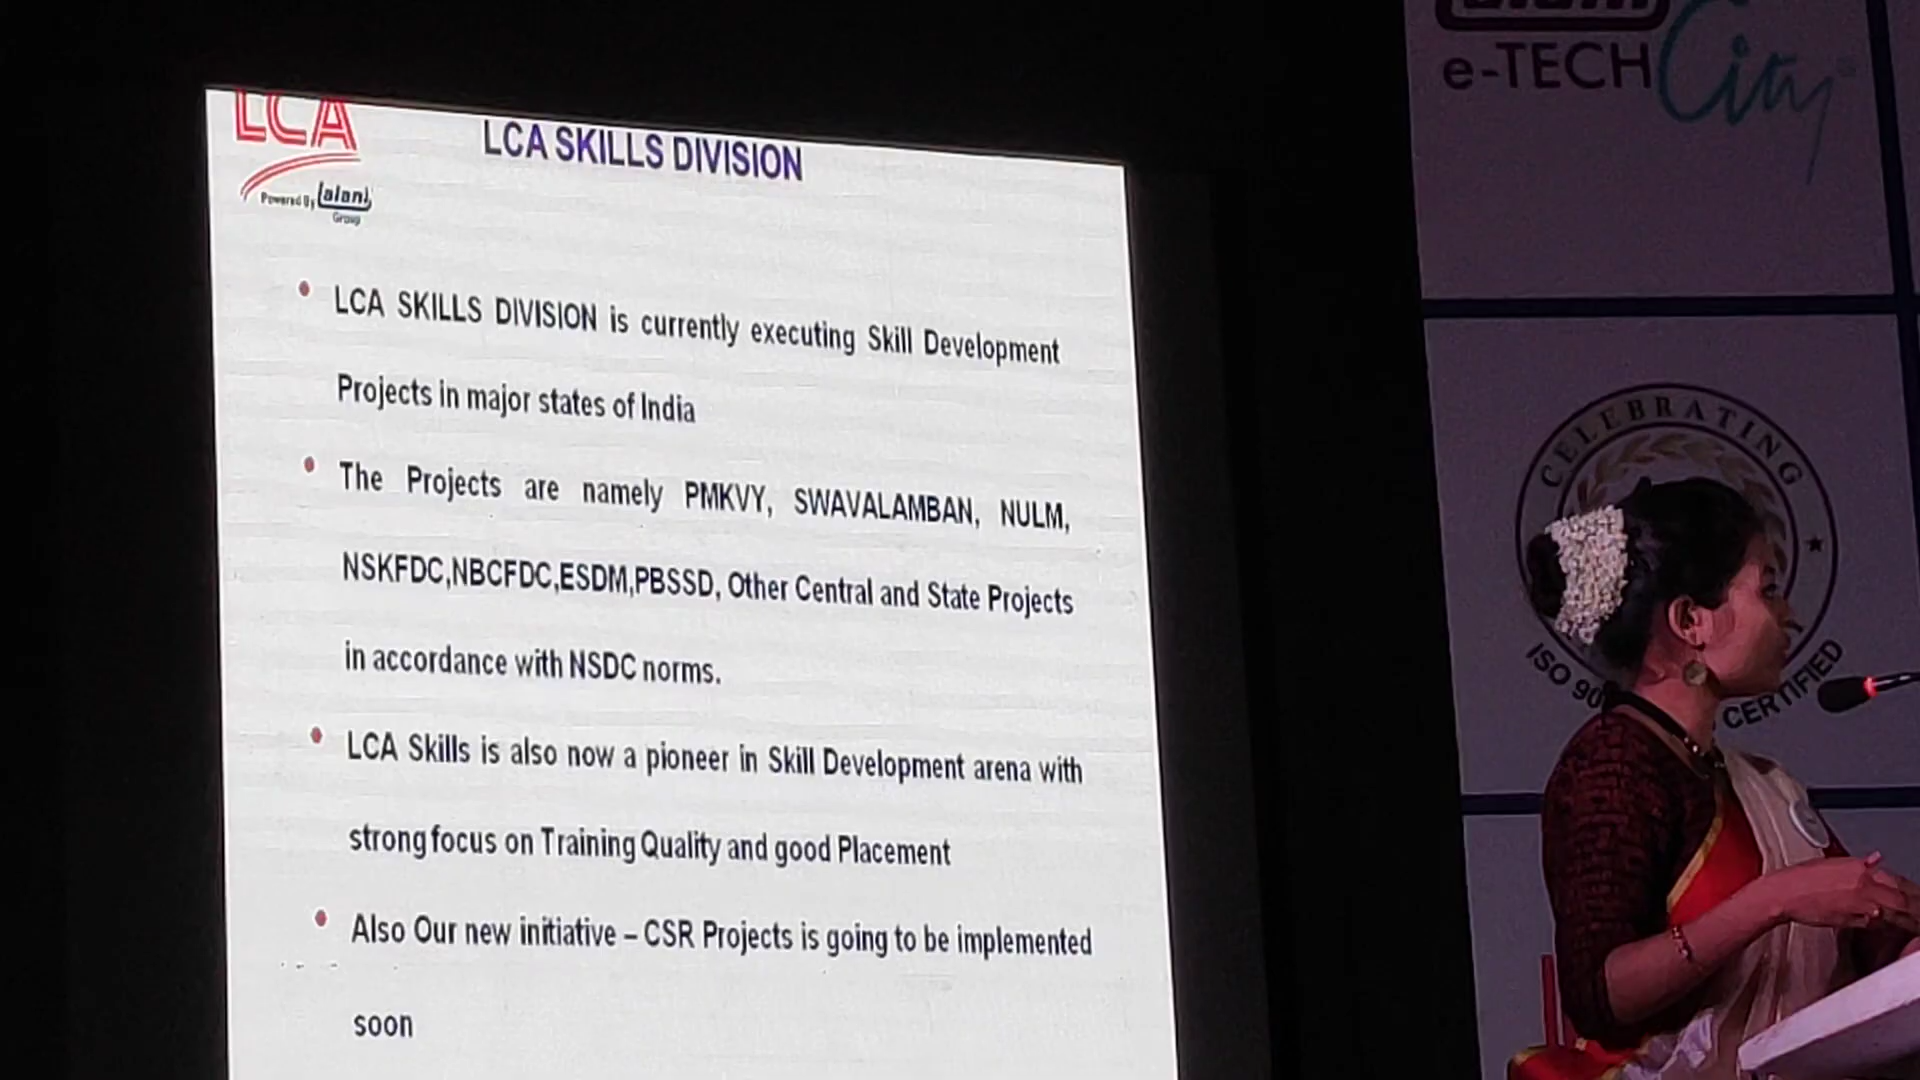 LCA
Powered By lalani
Group
LCA SKILLS DIVISION
• LCA SKILLS DIVISION is currently executing Skill Development
Projects in major states of India
• The Projects are namely PMKVY, SWAVALAMBAN, NULM,
NSKFDC,NBCFDC,ESDM,PBSSD, Other Central and State Projects
in accordance with NSDC norms.
• LCA Skills is also now a pioneer in Skill Development arena with
strong focus on Training Quality and good Placement
• Also Our new initiative – CSR Projects is going to be implemented
soon
e-TECH City
CELEBRATING
ISO CERTIFIED